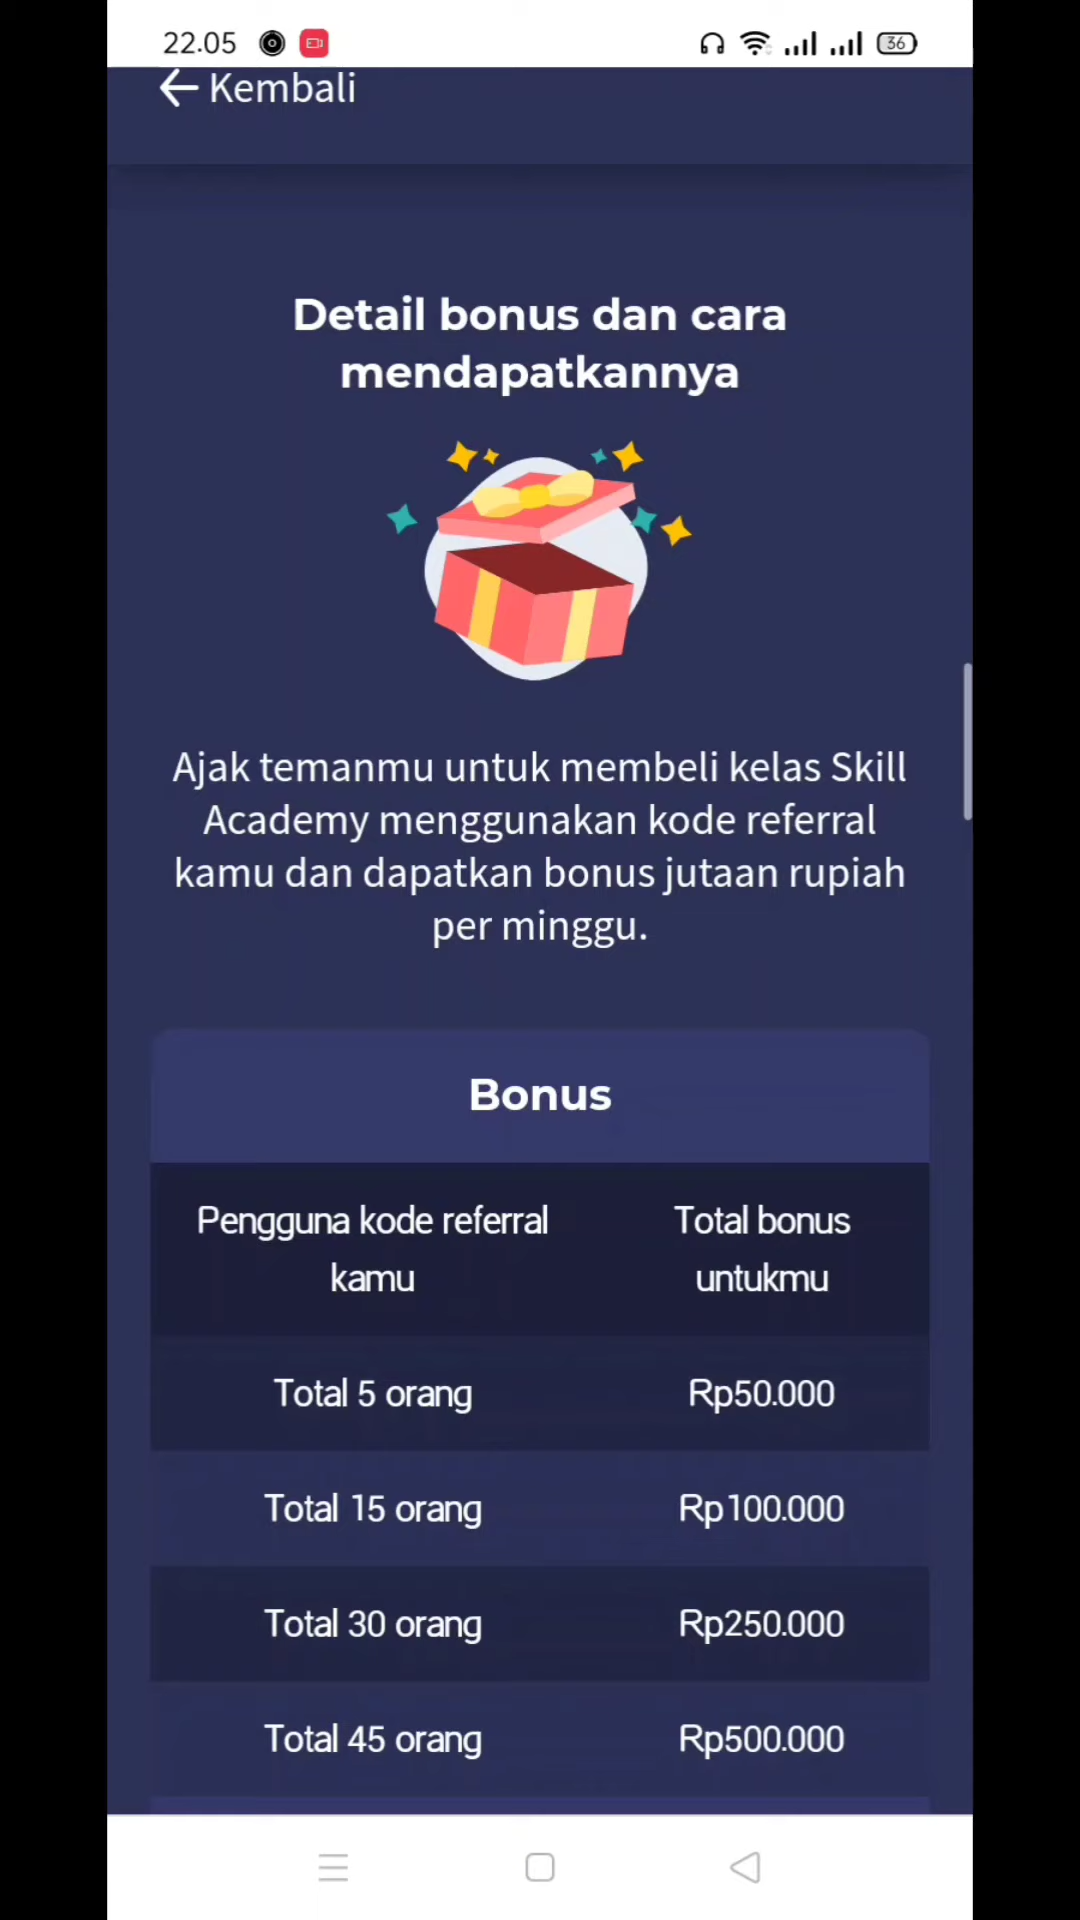 22.05
36
Kembali
Detail bonus dan cara
mendapatkannya
Ajak temanmu untuk membeli kelas Skill
Academy menggunakan kode referral
kamu dan dapatkan bonus jutaan rupiah
per minggu.
Bonus
Pengguna kode referral
kamu
Total bonus
untukmu
Total 5 orang
Rp50.000
Total 15 orang
Rp100.000
Total 30 orang
Rp250.000
Total 45 orang
Rp500.000